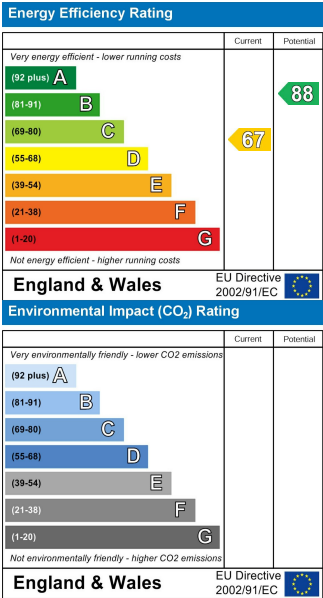 Energy Efficiency Rating
Current Potential
Very energy efficient - lower running costs
(92 plus) A
(81-91) B
(69-80) C
(55-68) D
(39-54) E
(21-38) F
(1-20) G
88
67
Not energy efficient - higher running costs
England & Wales
EU Directive
2002/91/EC
Environmental Impact (CO₂) Rating
Current Potential
Very environmentally friendly - lower CO2 emissions
(92 plus) A
(81-91) B
(69-80) C
(55-68) D
(39-54) E
(21-38) F
(1-20) G
Not environmentally friendly - higher CO2 emissions
England & Wales
EU Directive
2002/91/EC